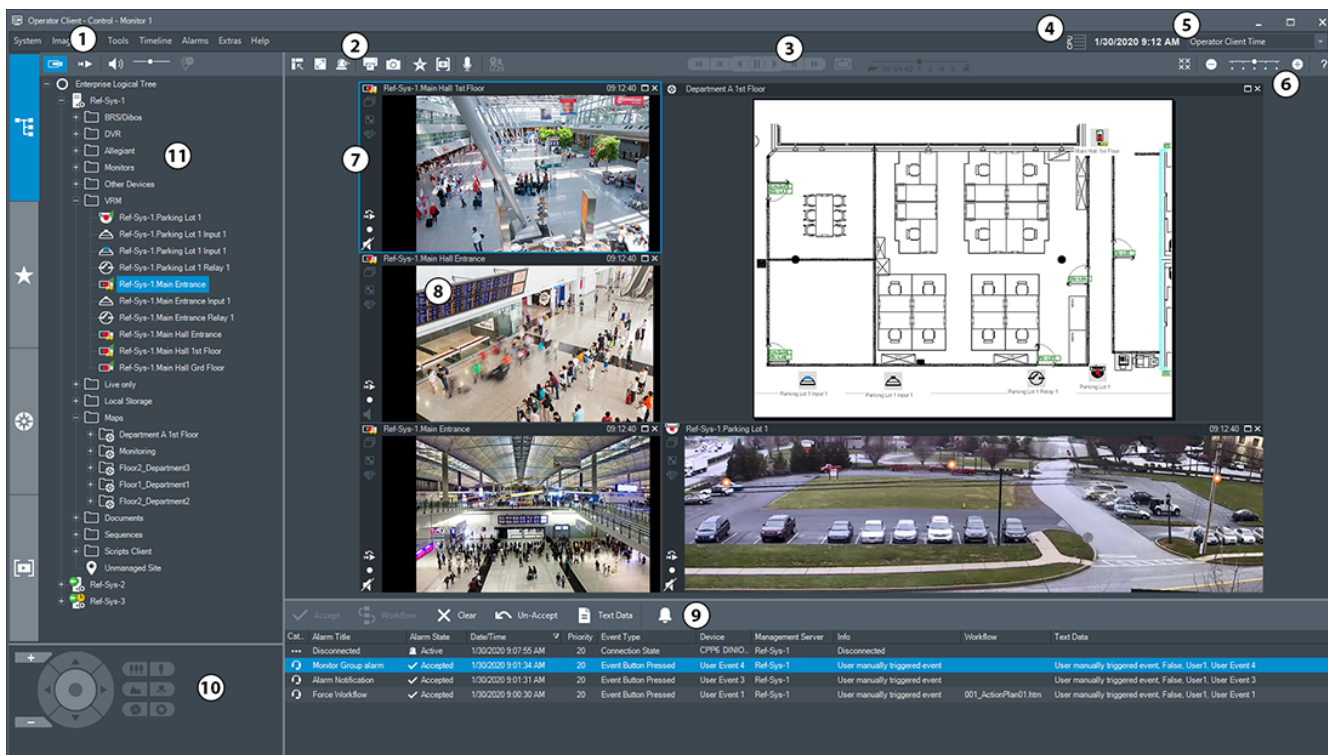 Operator Client - Control - Monitor 1
System Imag Tools Timeline Alarms Extras Help
1
2
3
4
CPU
1/30/2020 9:12 AM
5
Operator Client Time
6
?
Enterprise Logical Tree
Ref-Sys-1
BRS/Dibos
DVR
Allegiant
11
Monitors
Other Devices
VRM
Ref-Sys-1.Parking Lot 1
Ref-Sys-1.Parking Lot 1 Input 1
Ref-Sys-1.Parking Lot 1 Input 1
Ref-Sys-1.Parking Lot 1 Relay 1
Ref-Sys-1.Main Entrance
Ref-Sys-1.Main Entrance Input 1
Ref-Sys-1.Main Entrance Relay 1
Ref-Sys-1.Main Hall Entrance
Ref-Sys-1.Main Hall 1st Floor
Ref-Sys-1.Main Hall Grd Floor
Live only
Local Storage
Maps
Department A 1st Floor
Monitoring
Floor2_Department3
Floor1_Department1
Floor2_Department2
Documents
Sequences
Scripts Client
Unmanaged Site
Ref-Sys-2
Ref-Sys-3
10
Ref-Sys-1.Main Hall 1st Floor 09:12:40
7
Ref-Sys-1.Main Hall Entrance 09:12:40
8
Ref-Sys-1.Main Entrance 09:12:40
Department A 1st Floor
Main Hall 1st Floor
Parking Lot 1 Input 1
Parking Lot 1 Input 1
Parking Lot 1 Relay 1
Parking Lot 1
Ref-Sys-1.Parking Lot 1 09:12:40
Accept Workflow Clear Un-Accept Text Data
9
Cat.. Alarm Title Alarm State Date/Time Priority Event Type Device Management Server Info Workflow Text Data
Disconnected Active 1/30/2020 9:07:55 AM 20 Connection State CPP6 DINIO... Ref-Sys-1 Disconnected
Monitor Group alarm Accepted 1/30/2020 9:01:34 AM 20 Event Button Pressed User Event 4 Ref-Sys-1 User manually triggered event User manually triggered event, False, User1, User Event 4
Alarm Notification Accepted 1/30/2020 9:01:31 AM 20 Event Button Pressed User Event 3 Ref-Sys-1 User manually triggered event User manually triggered event, False, User1, User Event 3
Force Workflow Accepted 1/30/2020 9:00:30 AM 20 Event Button Pressed User Event 1 Ref-Sys-1 User manually triggered event 001_ActionPlan01.htm User manually triggered event, False, User1, User Event 1